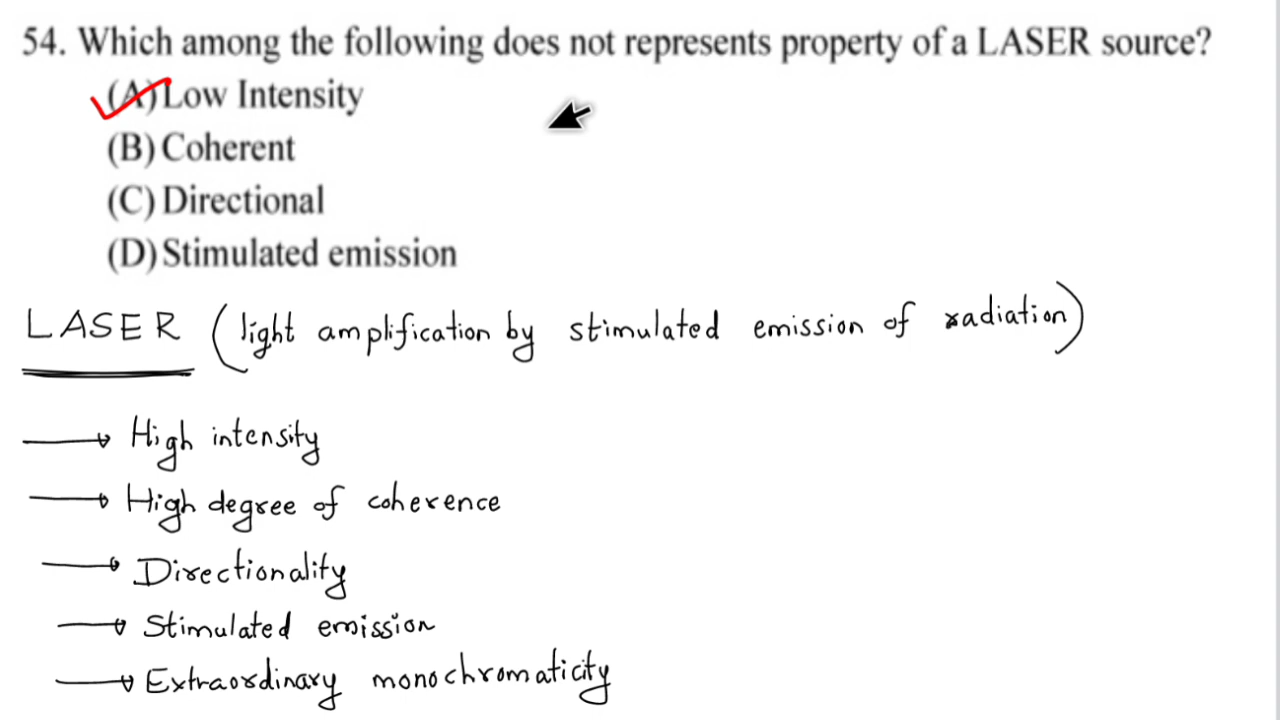 54. Which among the following does not represents property of a LASER source?
(A) Low Intensity
(B) Coherent
(C) Directional
(D) Stimulated emission
LASER (light amplification by stimulated emission of radiation)
High intensity
High degree of coherence
Directionality
Stimulated emission
Extraordinary monochromaticity